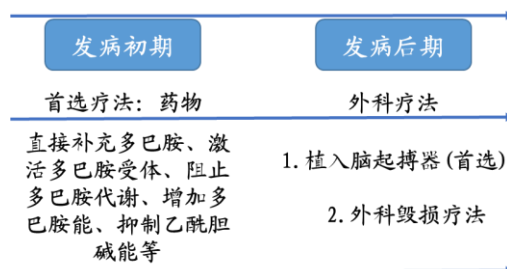 发病初期
发病后期
首选疗法：药物
外科疗法
直接补充多巴胺、激
活多巴胺受体、阻止
多巴胺代谢、增加多
巴胺能、抑制乙酰胆
碱能等
1.植入脑起搏器(首选)
2.外科毁损疗法